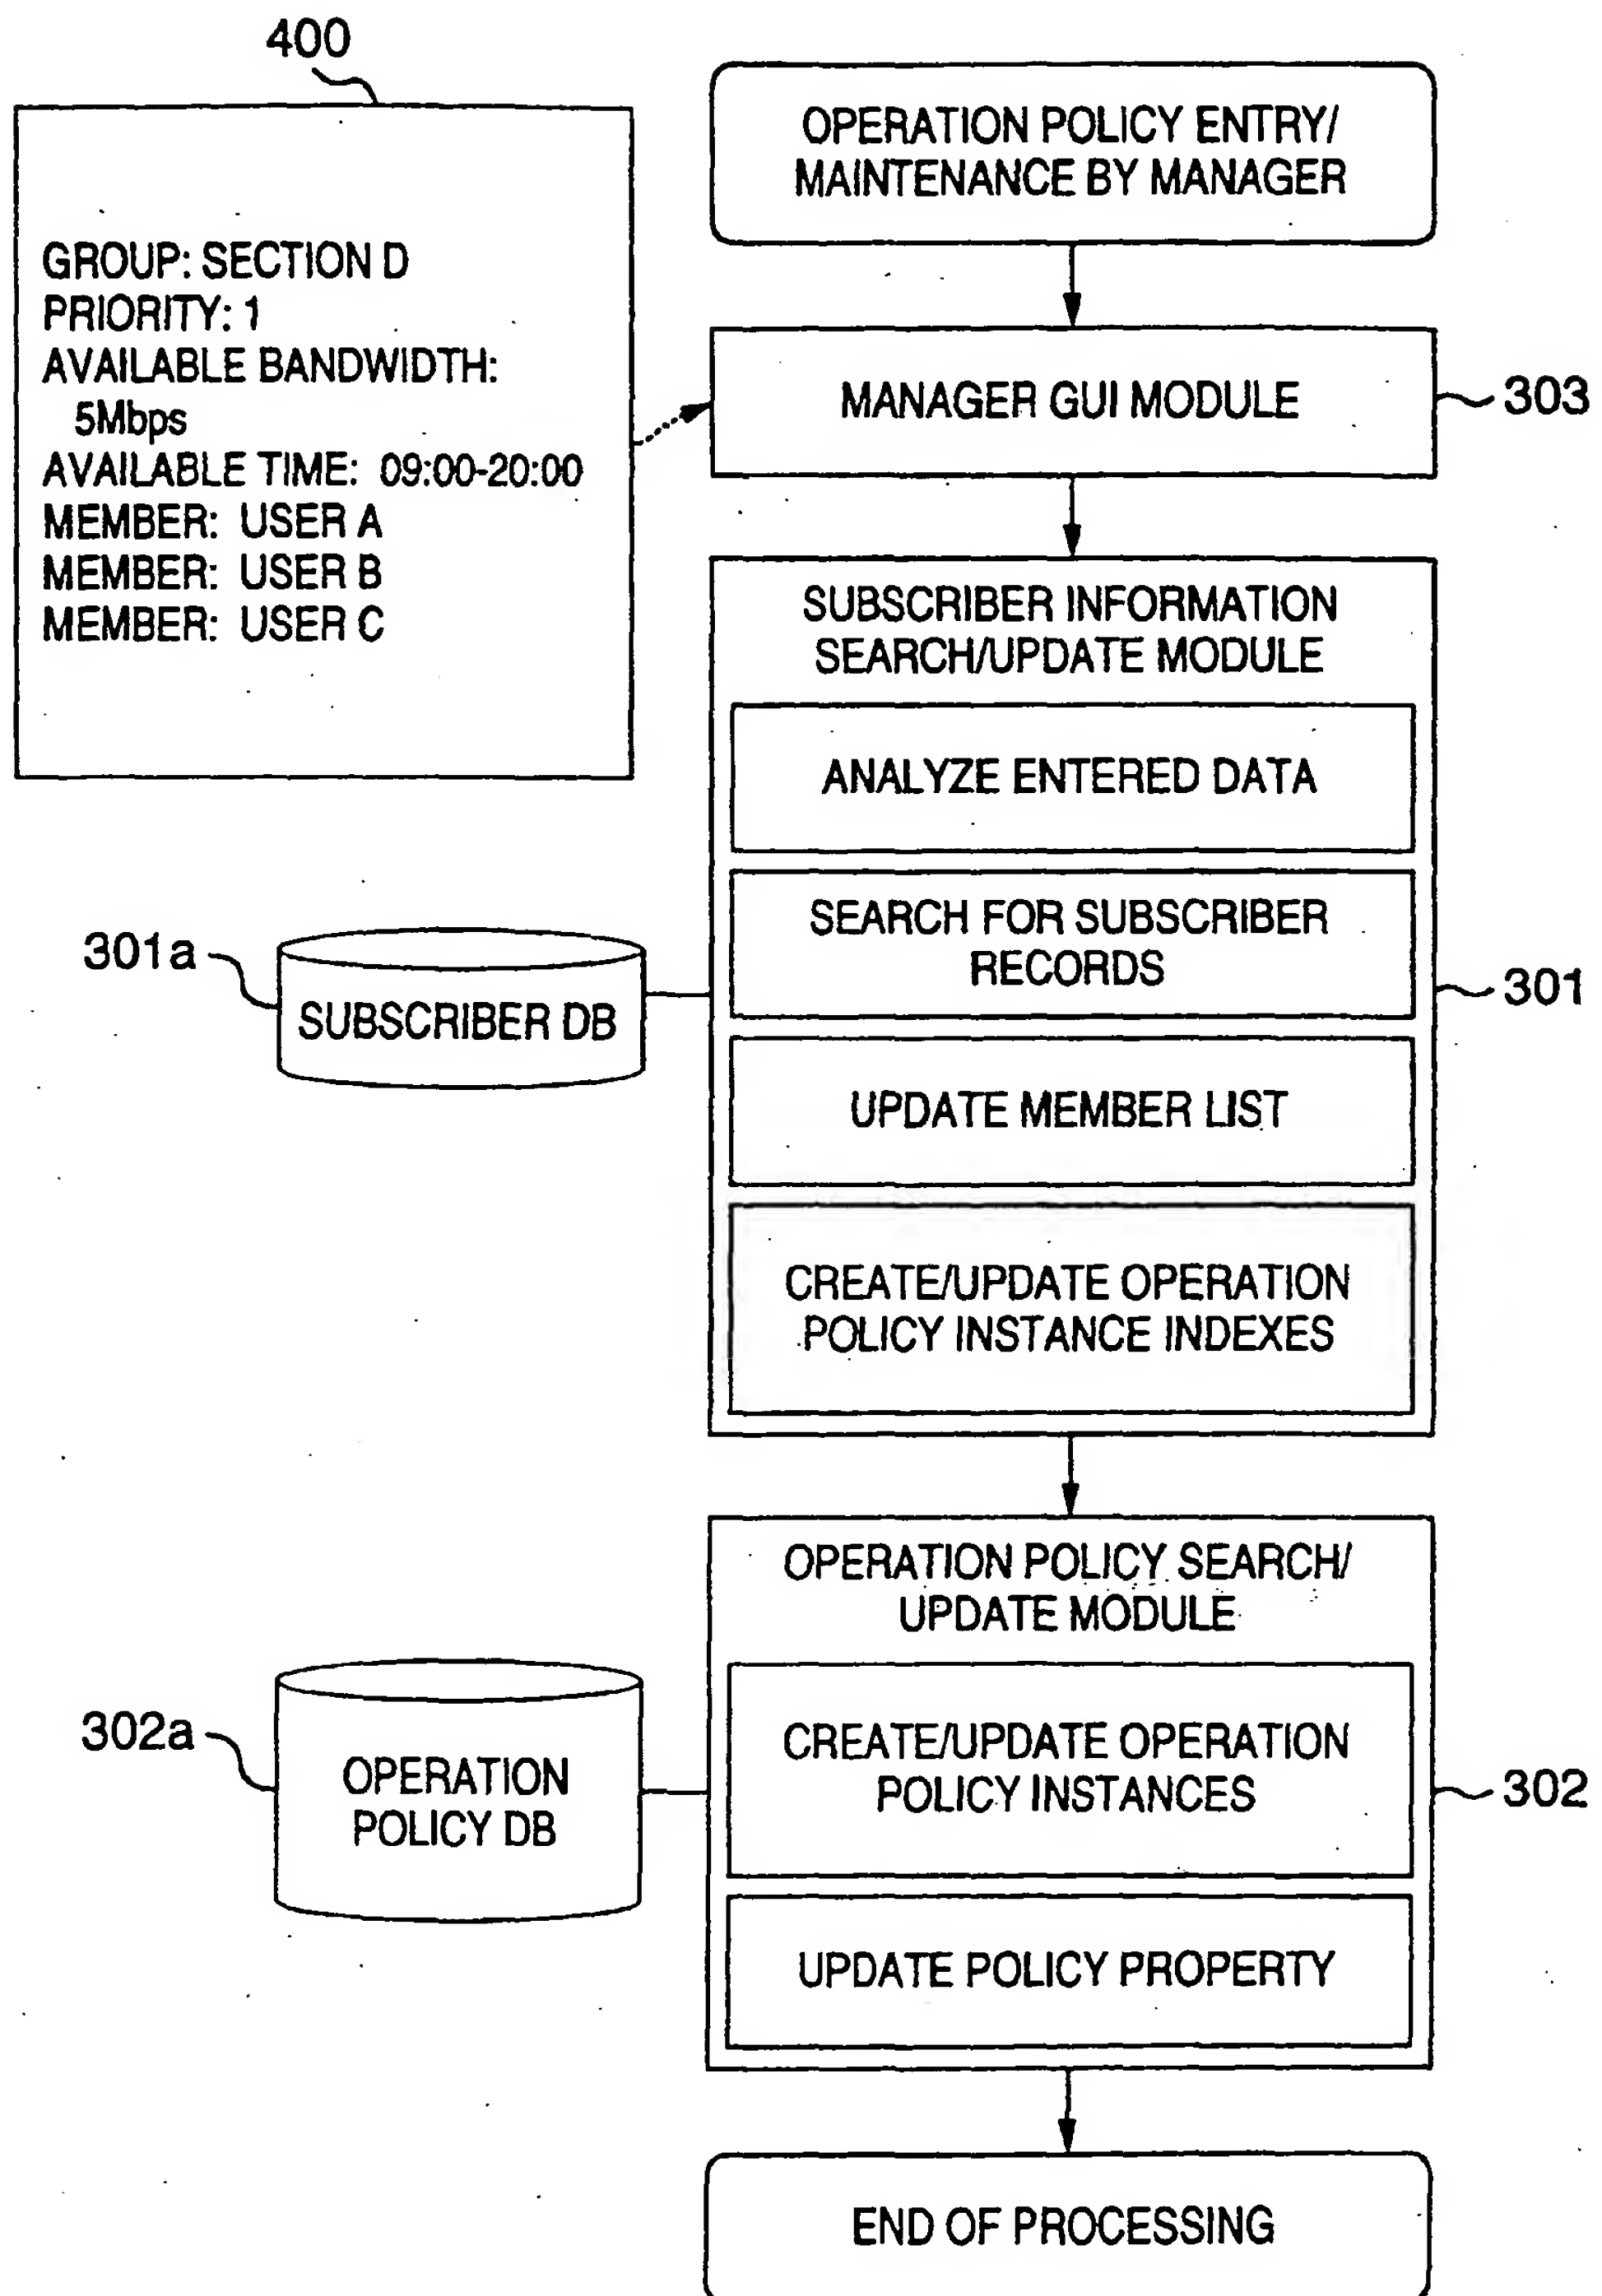 400
OPERATION POLICY ENTRY/
MAINTENANCE BY MANAGER
GROUP: SECTION D
PRIORITY: 1
AVAILABLE BANDWIDTH:
5Mbps
AVAILABLE TIME: 09:00-20:00
MEMBER: USER A
MEMBER: USER B
MEMBER: USER C
MANAGER GUI MODULE
303
SUBSCRIBER INFORMATION
SEARCH/UPDATE MODULE
ANALYZE ENTERED DATA
SEARCH FOR SUBSCRIBER
RECORDS
301a
SUBSCRIBER DB
301
UPDATE MEMBER LIST
CREATE/UPDATE OPERATION
POLICY INSTANCE INDEXES
OPERATION POLICY SEARCH/
UPDATE MODULE
302a
OPERATION
POLICY DB
CREATE/UPDATE OPERATION
POLICY INSTANCES
302
UPDATE POLICY PROPERTY
END OF PROCESSING